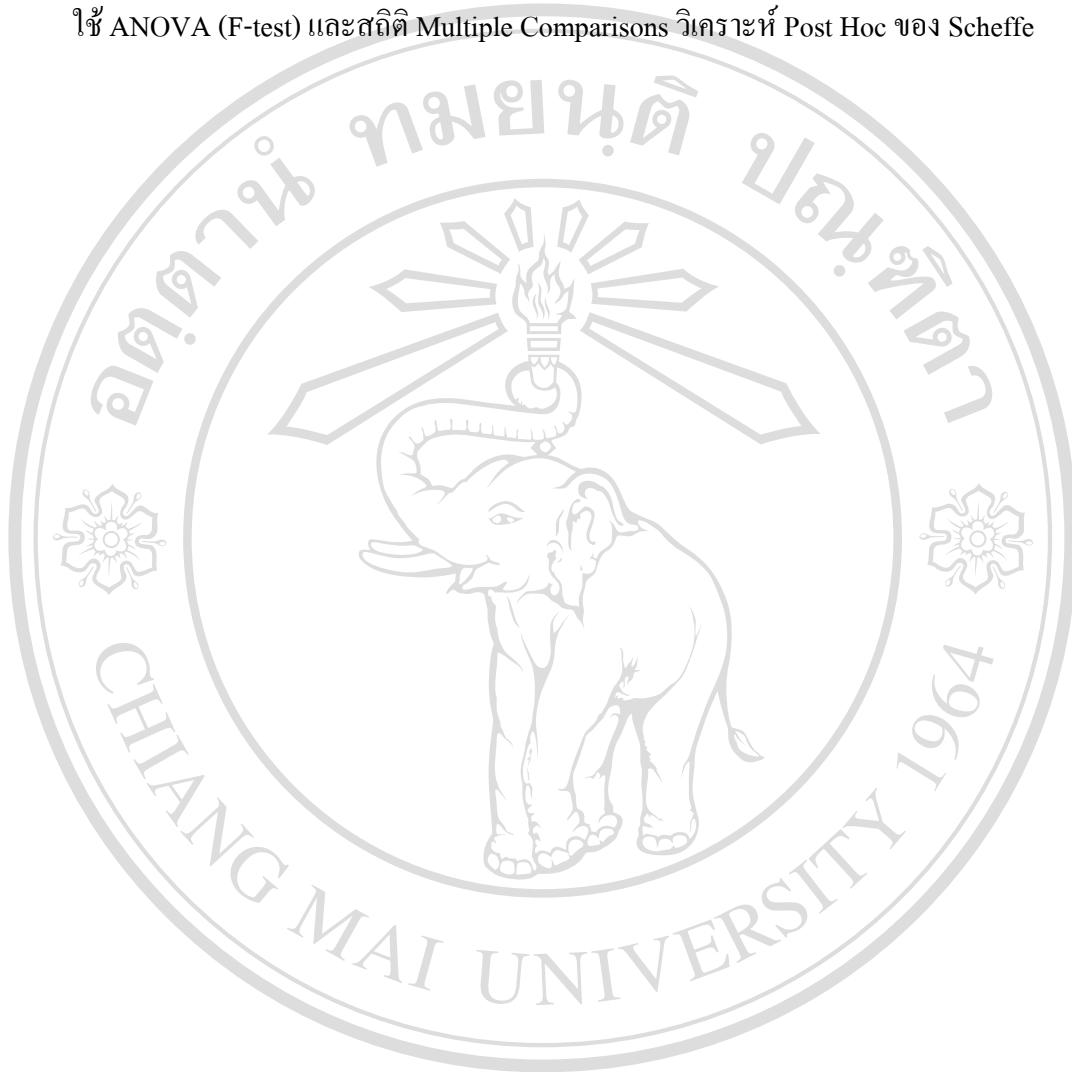 ใช้ ANOVA (F-test) และสถิติ Multiple Comparisons วิเคราะห์ Post Hoc ของ Scheffe
อตฺตานํ ทมยนฺติ ปณฺฑิตา
CHIANG MAI UNIVERSITY 1964